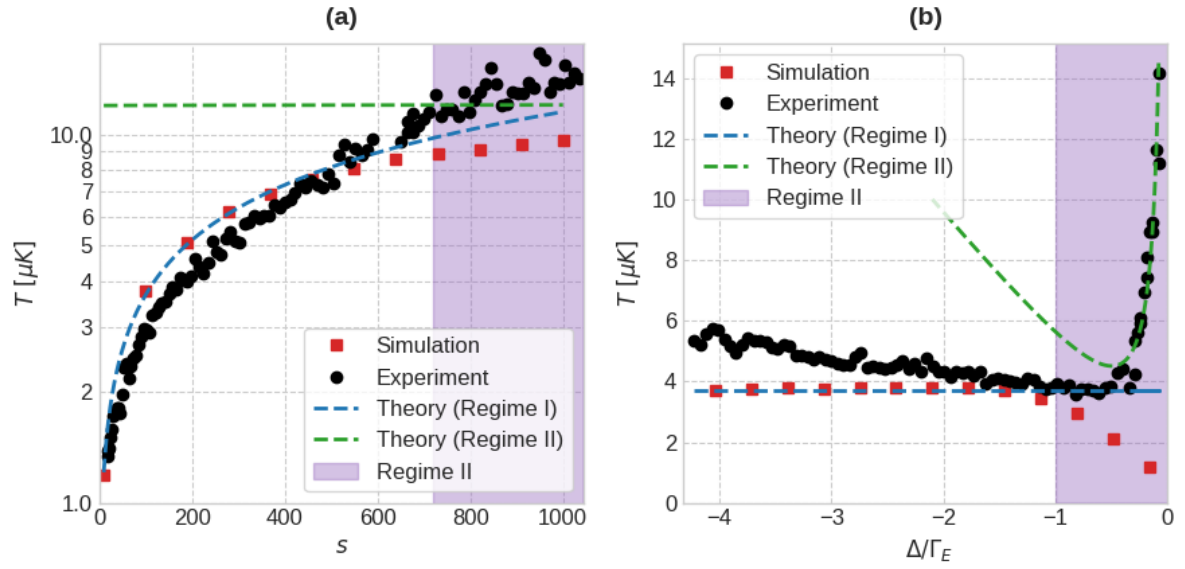 (a)
T [μK]
10.0
9
8
7
6
5
4
3
2
1.0
0
200
400
600
800
1000
s
Simulation
Experiment
Theory (Regime I)
Theory (Regime II)
Regime II
(b)
T [μK]
14
12
10
8
6
4
2
0
−4
−3
−2
−1
0
Δ/Γ_E
Simulation
Experiment
Theory (Regime I)
Theory (Regime II)
Regime II